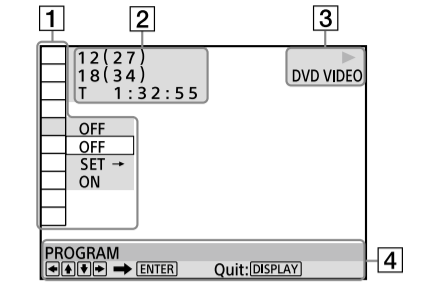 1 2 3
12(27)
18(34)
T 1:32:55
DVD VIDEO
OFF
OFF
SET →
ON
PROGRAM
←↑↓→ → ENTER Quit: DISPLAY
4